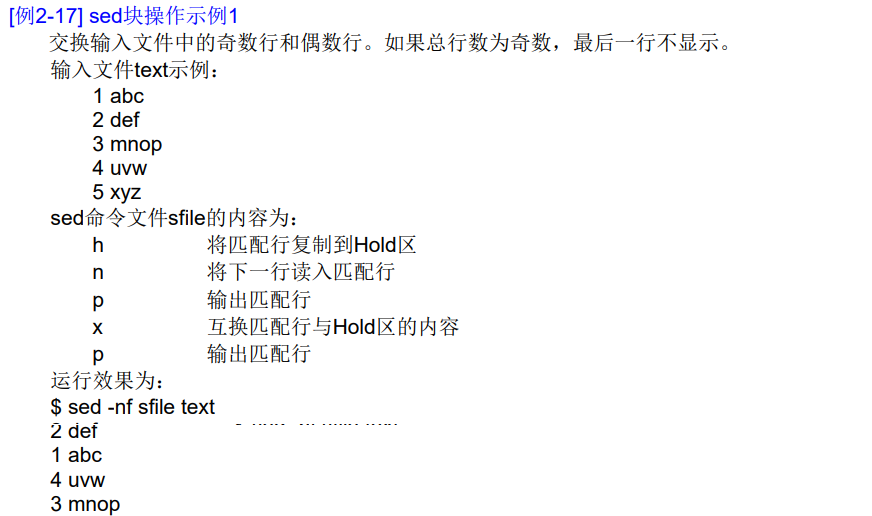 [例2-17] sed块操作示例1
交换输入文件中的奇数行和偶数行。如果总行数为奇数，最后一行不显示。
输入文件text示例：
1 abc
2 def
3 mnop
4 uvw
5 xyz
sed命令文件sfile的内容为：
h 将匹配行复制到Hold区
n 将下一行读入匹配行
p 输出匹配行
x 互换匹配行与Hold区的内容
p 输出匹配行
运行效果为：
$ sed -nf sfile text
2 def
1 abc
4 uvw
3 mnop